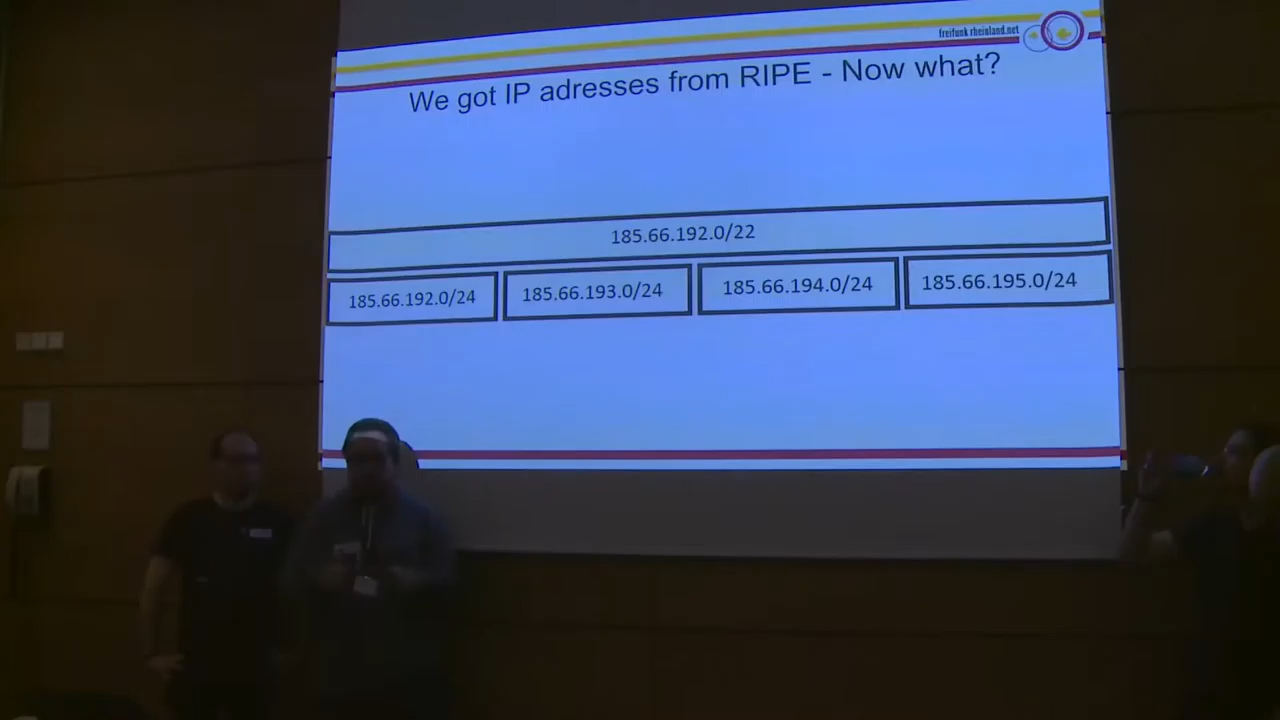 freifunk rheinland.net
We got IP adresses from RIPE - Now what?
185.66.192.0/22
185.66.192.0/24 185.66.193.0/24 185.66.194.0/24 185.66.195.0/24